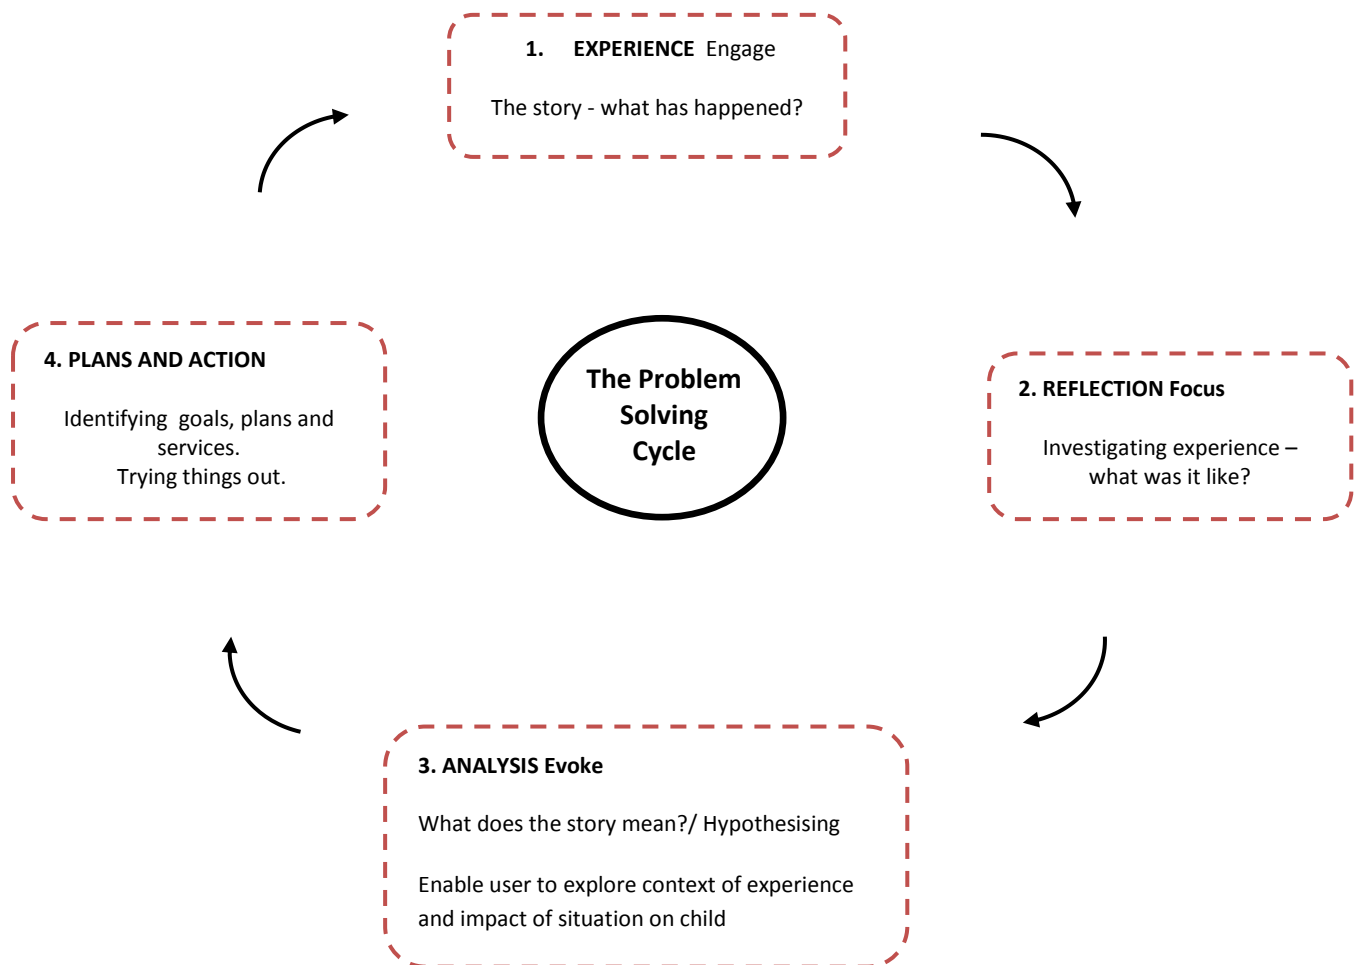 1. EXPERIENCE Engage
The story - what has happened?
4. PLANS AND ACTION
Identifying goals, plans and
services.
Trying things out.
The Problem
Solving
Cycle
2. REFLECTION Focus
Investigating experience –
what was it like?
3. ANALYSIS Evoke
What does the story mean?/ Hypothesising
Enable user to explore context of experience
and impact of situation on child